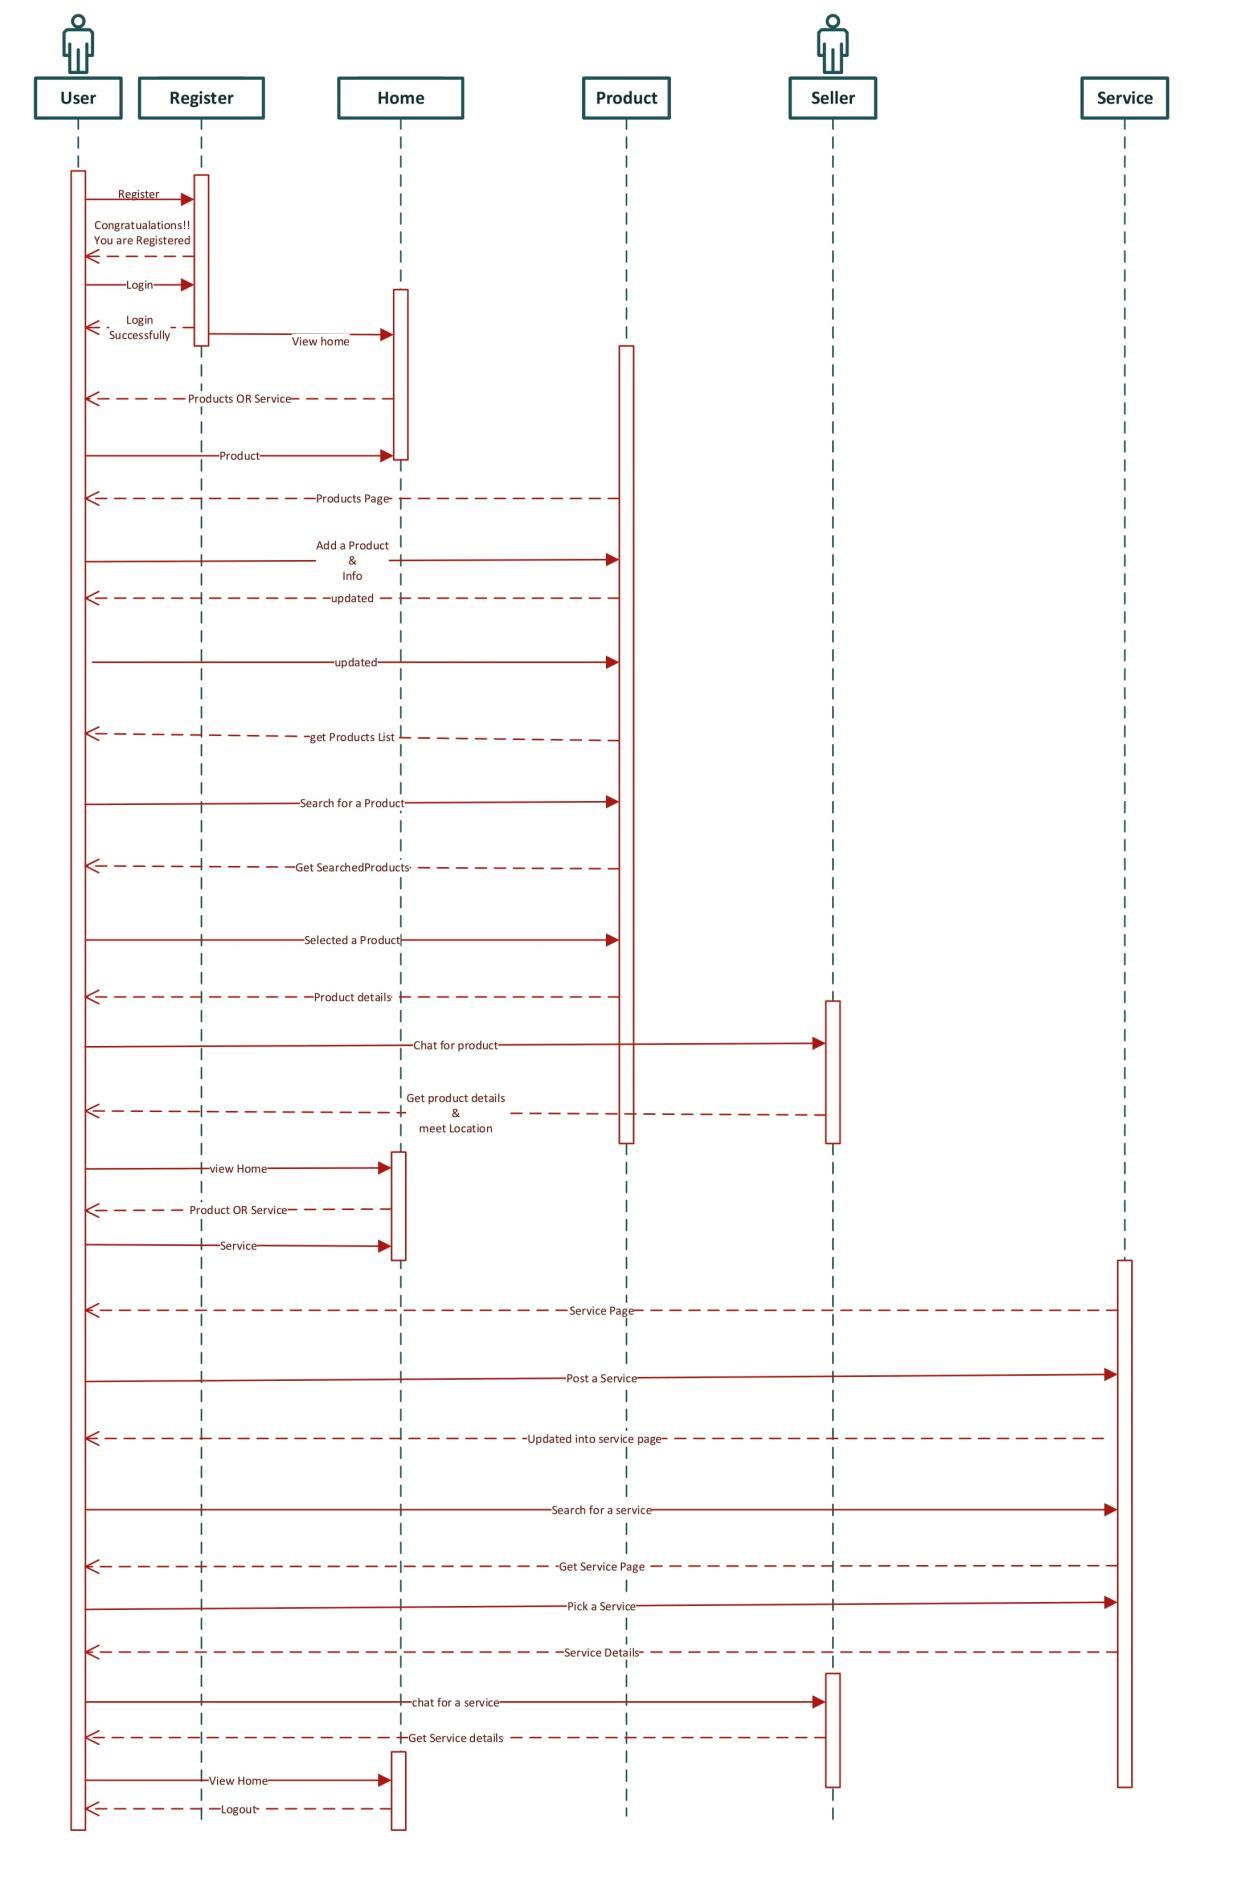 User
Register
Home
Product
Seller
Service
Register
Congratualations!!
You are Registered
Login
Login
Successfully
View home
Products OR Service
Product
Products Page
Add a Product
&
Info
updated
updated
get Products List
Search for a Product
Get SearchedProducts
Selected a Product
Product details
Chat for product
Get product details
&
meet Location
view Home
Product OR Service
Service
Service Page
Post a Service
Updated into service page
Search for a service
Get Service Page
Pick a Service
Service Details
chat for a service
Get Service details
View Home
Logout